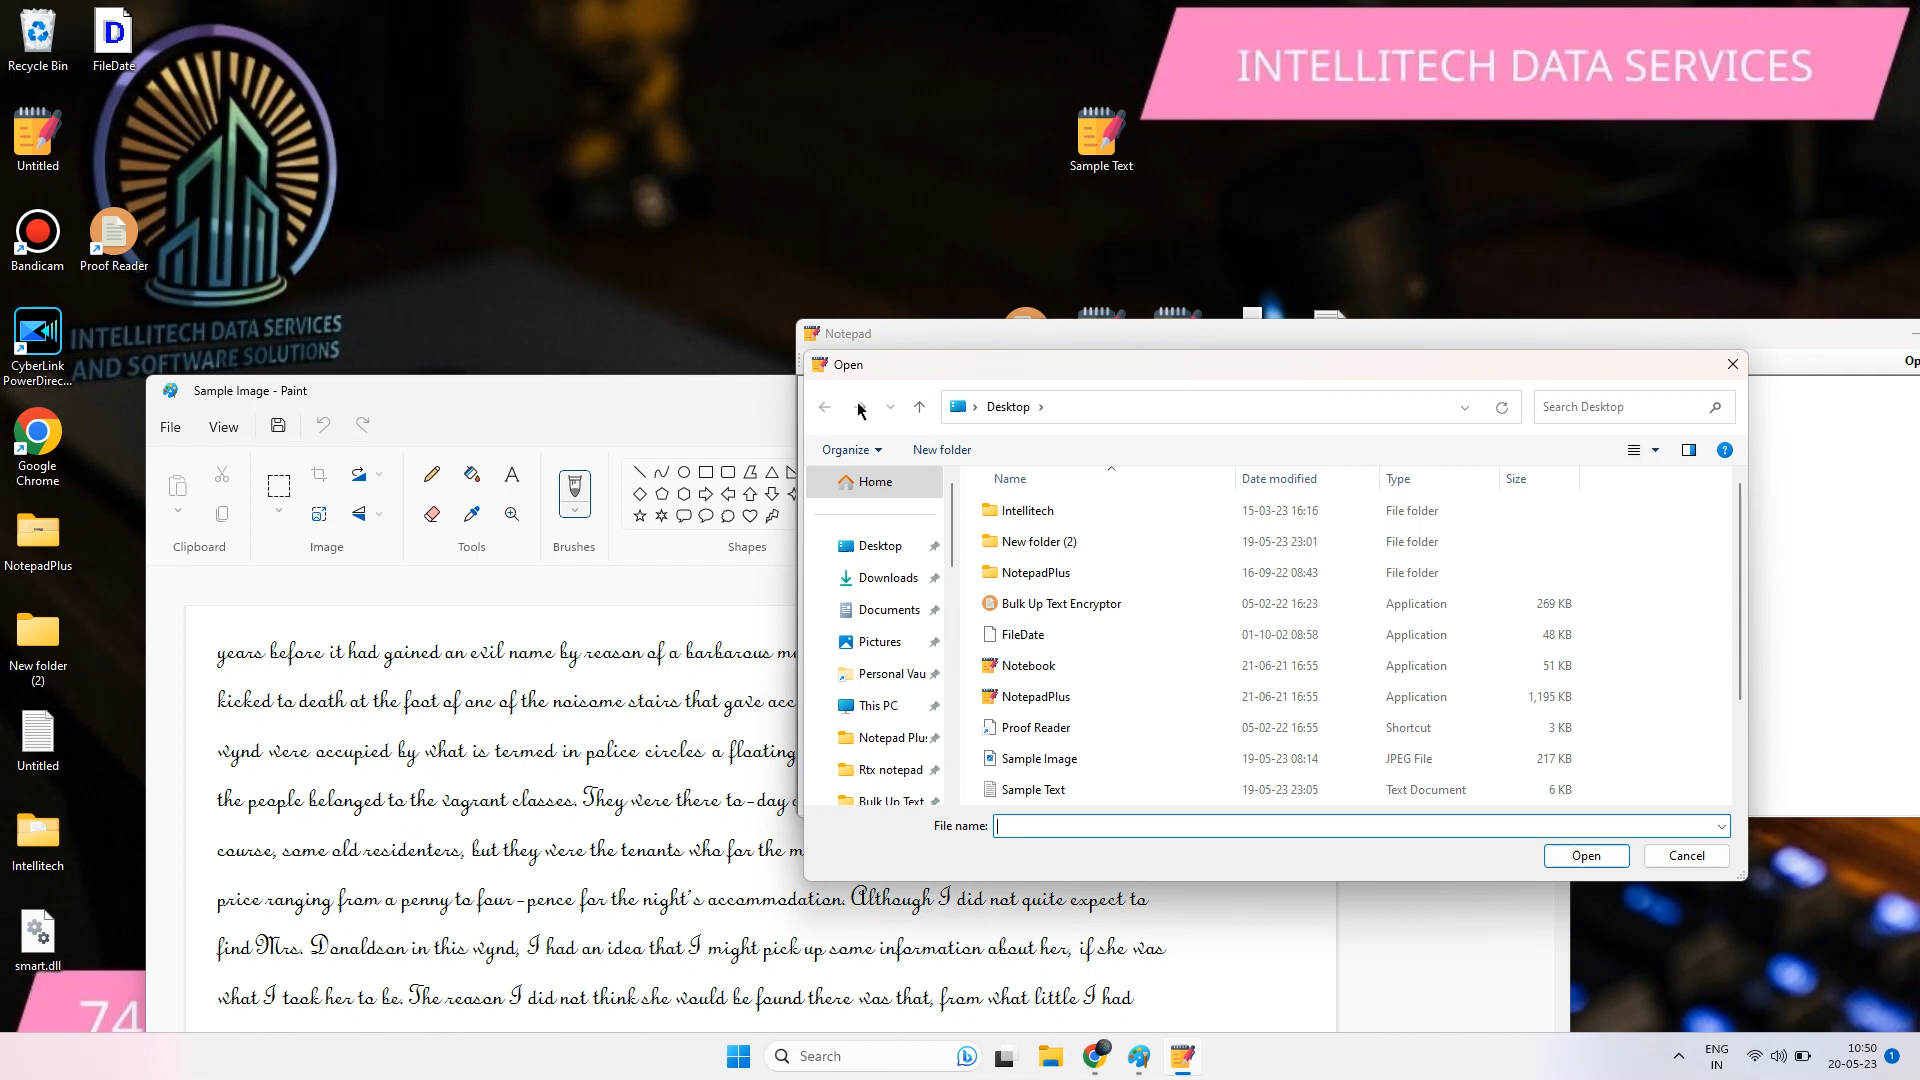 INTELLITECH DATA SERVICES
Recycle Bin
FileDate
Untitled
Sample Text
Bandicam
Proof Reader
CyberLink
PowerDirec...
INTELLITECH DATA SERVICES
AND SOFTWARE SOLUTIONS
Google
Chrome
NotepadPlus
New folder
(2)
Untitled
Intellitech
smart.dll
74
Sample Image - Paint
File
View
Clipboard
Image
Tools
Brushes
Shapes
years before it had gained an evil name by reason of a barbarous
kicked to death at the foot of one of the noisome stairs that gave
wynd were occupied by what is termed in police circles a floating
the people belonged to the vagrant classes. They were there to-day
course, some old residenters, but they were the tenants who for the
price ranging from a penny to four-pence for the night's accommodation. Although I did not quite expect to
find Mrs. Donaldson in this wynd, I had an idea that I might pick up some information about her, if she was
what I took her to be. The reason I did not think she would be found there was that, from what little I had
Notepad
Op
Open
Desktop
Search Desktop
Organize
New folder
Home
Desktop
Downloads
Documents
Pictures
Personal Vau
This PC
Notepad Plu
Rtx notepad
Bulk Up Text
Name Date modified Type Size
Intellitech 15-03-23 16:16 File folder
New folder (2) 19-05-23 23:01 File folder
NotepadPlus 16-09-22 08:43 File folder
Bulk Up Text Encryptor 05-02-22 16:23 Application 269 KB
FileDate 01-10-02 08:58 Application 48 KB
Notebook 21-06-21 16:55 Application 51 KB
NotepadPlus 21-06-21 16:55 Application 1,195 KB
Proof Reader 05-02-22 16:55 Shortcut 3 KB
Sample Image 19-05-23 08:14 JPEG File 217 KB
Sample Text 19-05-23 23:05 Text Document 6 KB
File name:
Open
Cancel
Search
ENG
IN
10:50
20-05-23
1